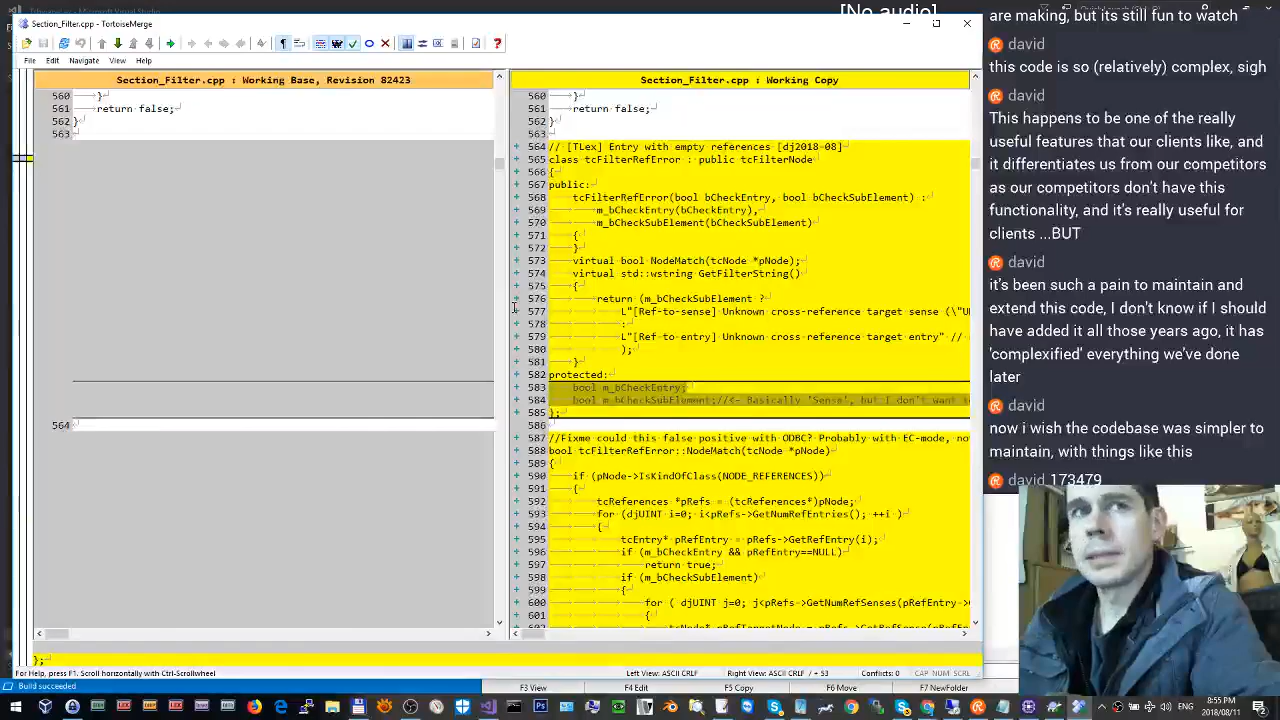 [No audio]
Section_Filter.cpp - TortoiseMerge
File Edit Navigate View Help
Section_Filter.cpp : Working Base, Revision 82423
560 }
561 return false;
562 }
563
564
Section_Filter.cpp : Working Copy
560 }
561 return false;
562 }
563
564 // [TLex] Entry with empty references [dj2018-08]
565 class tcFilterRefError : public tcFilterNode
566 {
567 public:
568 tcFilterRefError(bool bCheckEntry, bool bCheckSubElement) :
569 m_bCheckEntry(bCheckEntry),
570 m_bCheckSubElement(bCheckSubElement)
571 {
572 }
573 virtual bool NodeMatch(tcNode *pNode);
574 virtual std::wstring GetFilterString()
575 {
576 return (m_bCheckSubElement ?
577 L"[Ref-to-sense] Unknown cross-reference target sense (\"U
578 :
579 L"[Ref-to-entry] Unknown cross-reference target entry" //
580 );
581 }
582 protected:
583 bool m_bCheckEntry;
584 bool m_bCheckSubElement;//<- Basically 'Sense', but I don't want t
585 };
586
587 //Fixme could this false positive with ODBC? Probably with EC-mode, no
588 bool tcFilterRefError::NodeMatch(tcNode *pNode)
589 {
590 if (pNode->IsKindOfClass(NODE_REFERENCES))
591 {
592 tcReferences *pRefs = (tcReferences*)pNode;
593 for (djUINT i=0; i<pRefs->GetNumRefEntries(); ++i )
594 {
595 tcEntry* pRefEntry = pRefs->GetRefEntry(i);
596 if (m_bCheckEntry && pRefEntry==NULL)
597 return true;
598 if (m_bCheckSubElement)
599 {
600 for ( djUINT j=0; j<pRefs->GetNumRefSenses(pRefEntry-
601 {
};
For Help, press F1. Scroll horizontally with Ctrl-Scrollwheel
Left View: ASCII CRLF Right View: ASCII CRLF / + 53 Conflicts: 0 CAP NUM SCRL
Build succeeded
F3 View F4 Edit F5 Copy F6 Move F7 NewFolder
8:55 PM
2018/08/11
are making, but its still fun to watch
david
this code is so (relatively) complex, sigh
david
This happens to be one of the really
useful features that our clients like, and
it differentiates us from our competitors
as our competitors don't have this
functionality, and it's really useful for
clients ...BUT
david
it's been such a pain to maintain and
extend this code, I don't know if I should
have added it all those years ago, it has
'complexified' everything we've done
later
david
now i wish the codebase was simpler to
maintain, with things like this
david 173479